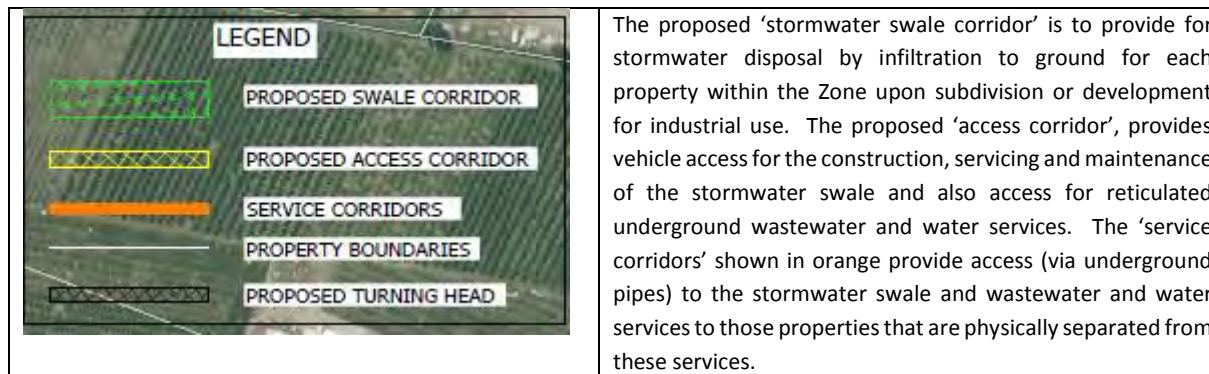 LEGEND
PROPOSED SWALE CORRIDOR
PROPOSED ACCESS CORRIDOR
SERVICE CORRIDORS
PROPERTY BOUNDARIES
PROPOSED TURNING HEAD
The proposed ‘stormwater swale corridor’ is to provide for
stormwater disposal by infiltration to ground for each
property within the Zone upon subdivision or development
for industrial use. The proposed ‘access corridor’, provides
vehicle access for the construction, servicing and maintenance
of the stormwater swale and also access for reticulated
underground wastewater and water services. The ‘service
corridors’ shown in orange provide access (via underground
pipes) to the stormwater swale and wastewater and water
services to those properties that are physically separated from
these services.